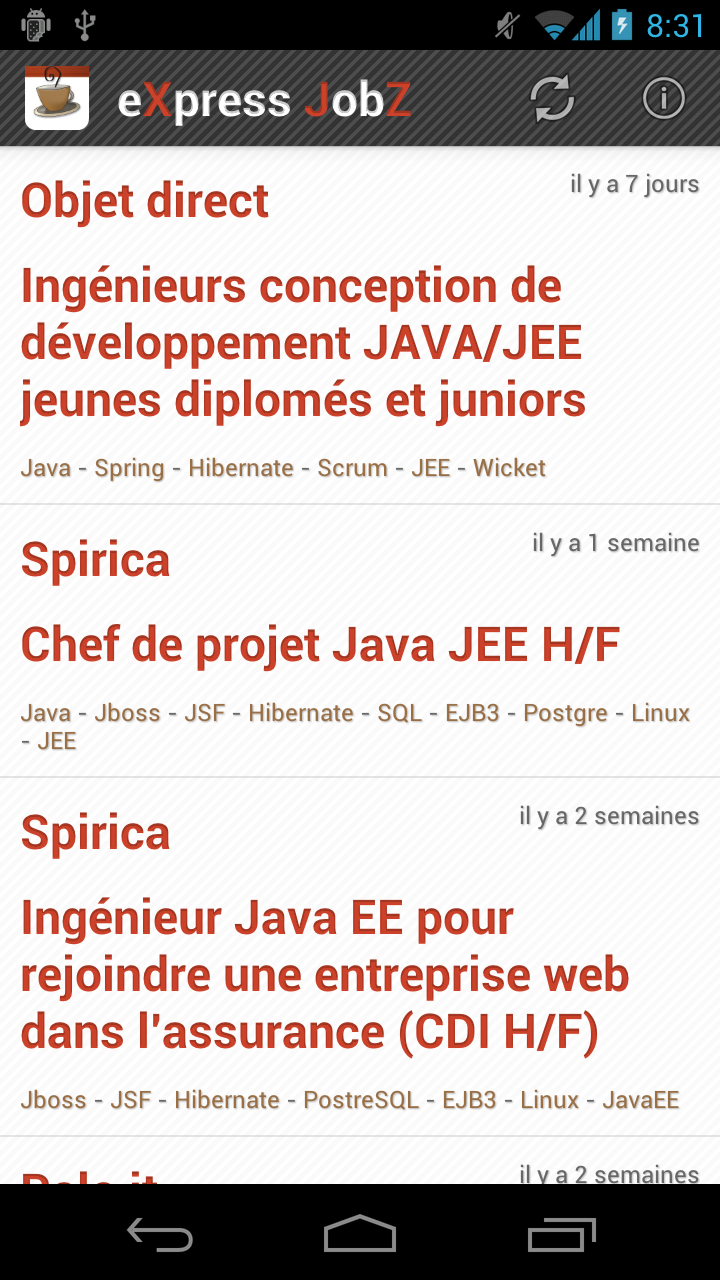 8:31
eXpress JobZ
Objet direct
il y a 7 jours
Ingénieurs conception de
développement JAVA/JEE
jeunes diplomés et juniors
Java - Spring - Hibernate - Scrum - JEE - Wicket
Spirica
il y a 1 semaine
Chef de projet Java JEE H/F
Java - Jboss - JSF - Hibernate - SQL - EJB3 - Postgre - Linux
- JEE
Spirica
il y a 2 semaines
Ingénieur Java EE pour
rejoindre une entreprise web
dans l'assurance (CDI H/F)
Jboss - JSF - Hibernate - PostreSQL - EJB3 - Linux - JavaEE
il y a 2 semaines